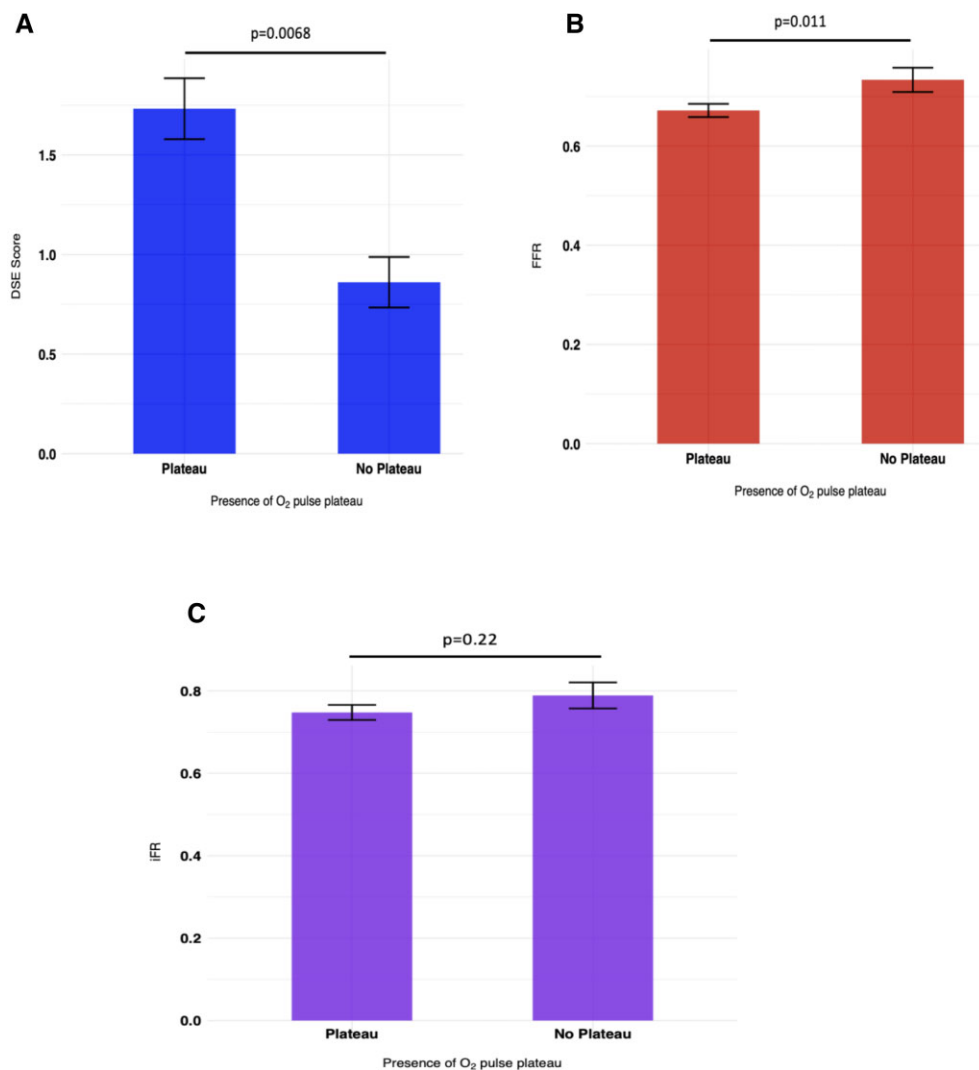 A
p=0.0068
DSE Score
1.5
1.0
0.5
0.0
Plateau No Plateau
Presence of O₂ pulse plateau
B
p=0.011
FFR
0.6
0.4
0.2
0.0
Plateau No Plateau
Presence of O₂ pulse plateau
C
p=0.22
iFR
0.8
0.6
0.4
0.2
0.0
Plateau No Plateau
Presence of O₂ pulse plateau